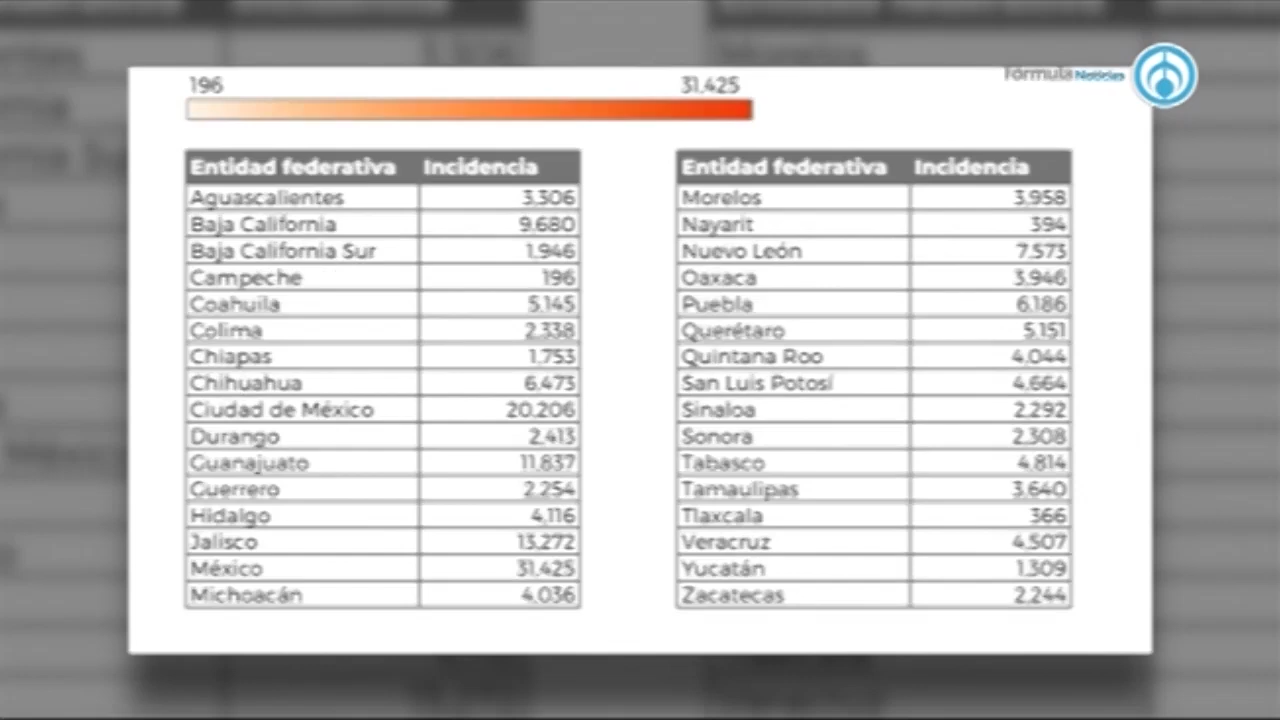 Fórmula Noticias
196 31,425
Entidad federativa Incidencia
Aguascalientes 3,306
Baja California 9,680
Baja California Sur 1,946
Campeche 196
Coahuila 5,145
Colima 2,338
Chiapas 1,753
Chihuahua 6,473
Ciudad de México 20,206
Durango 2,413
Guanajuato 11,837
Guerrero 2,254
Hidalgo 4,116
Jalisco 13,272
México 31,425
Michoacán 4,036
Entidad federativa Incidencia
Morelos 3,958
Nayarit 394
Nuevo León 7,573
Oaxaca 3,946
Puebla 6,186
Querétaro 5,151
Quintana Roo 4,044
San Luis Potosí 4,664
Sinaloa 2,292
Sonora 2,308
Tabasco 4,814
Tamaulipas 3,640
Tlaxcala 366
Veracruz 4,507
Yucatán 1,309
Zacatecas 2,244